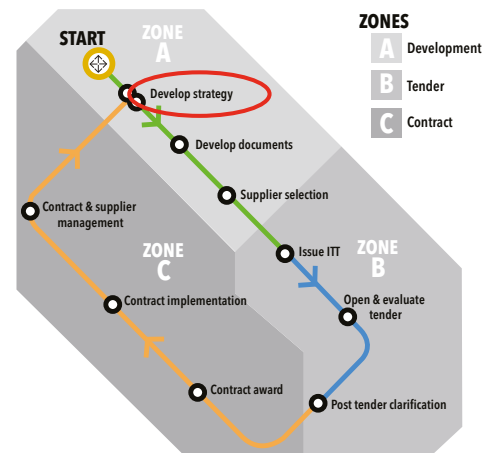 START
ZONE
A
Develop strategy
Develop documents
Supplier selection
Issue ITT
ZONE
B
Open & evaluate
tender
Post tender clarification
Contract award
Contract implementation
ZONE
C
Contract & supplier
management
ZONES
A Development
B Tender
C Contract